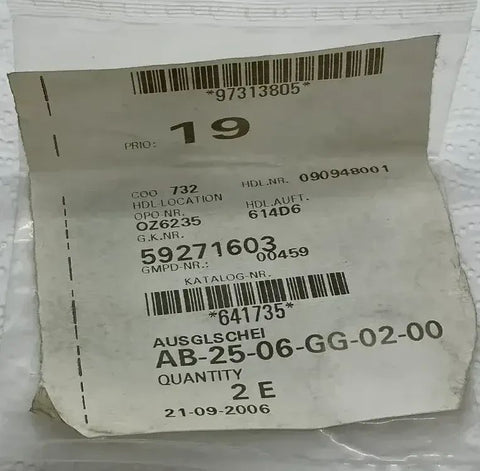 *97313805*
PRIO: 19
COO 732 HDL.NR. 090948001
HDL-LOCATION HDL.AUFT.
OPO-NR. 614D6
OZ6235
G.K.NR.
59271603
GMPD-NR.: 00459
KATALOG-NR.
*641735*
AUSGLSCHEI
AB-25-06-GG-02-00
QUANTITY
2 E
21-09-2006